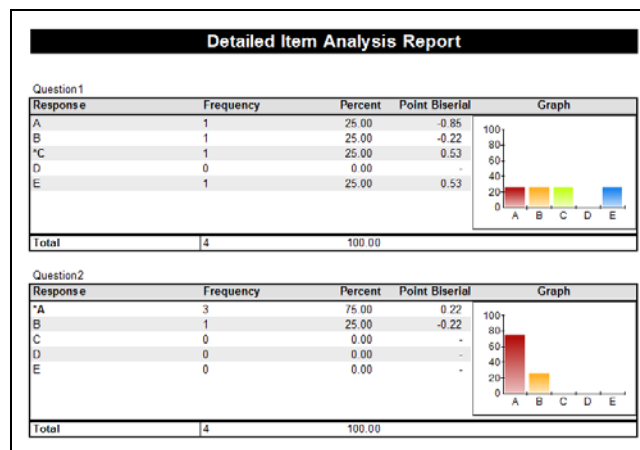 Detailed Item Analysis Report
Question1
Response Frequency Percent Point Biserial Graph
A 1 25.00 -0.85
B 1 25.00 -0.22
*C 1 25.00 0.53
D 0 0.00 -
E 1 25.00 0.53
100
80
60
40
20
0
A B C D E
Total 4 100.00
Question2
Response Frequency Percent Point Biserial Graph
*A 3 75.00 0.22
B 1 25.00 -0.22
C 0 0.00 -
D 0 0.00 -
E 0 0.00 -
100
80
60
40
20
0
A B C D E
Total 4 100.00